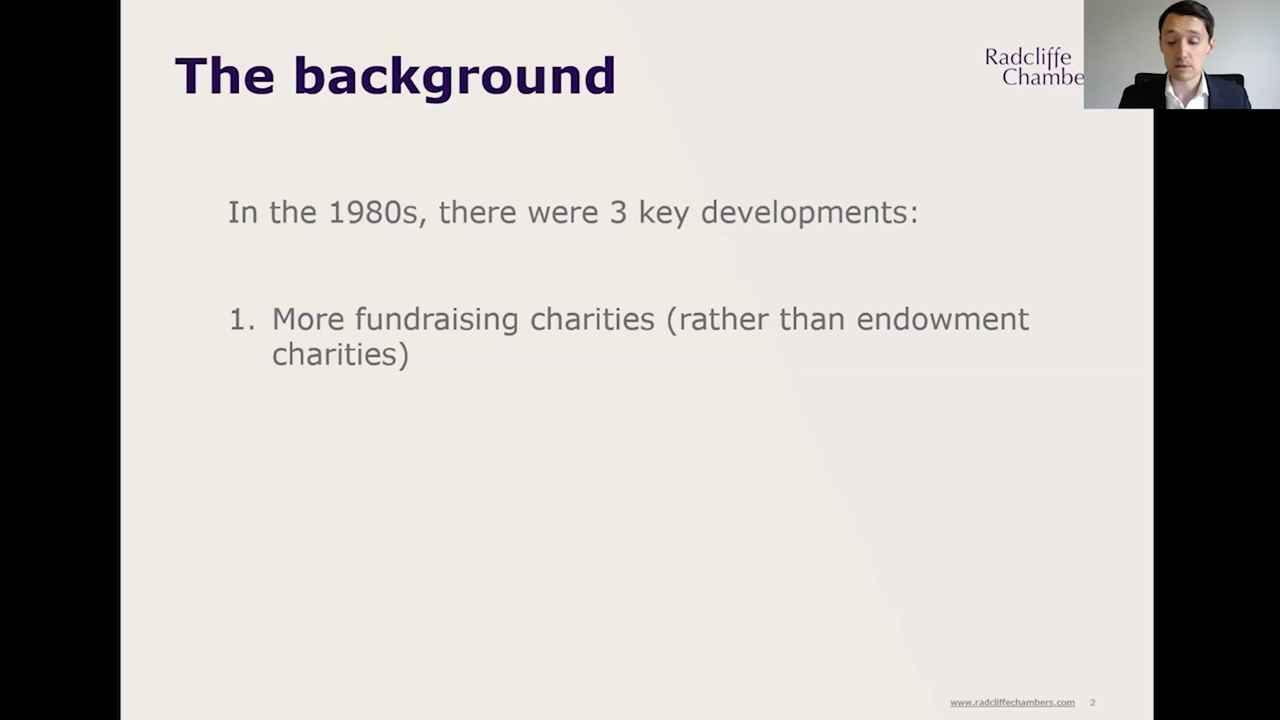 The background
Radcliffe
Chambe
In the 1980s, there were 3 key developments:
1. More fundraising charities (rather than endowment
charities)
www.radcliffechambers.com 2